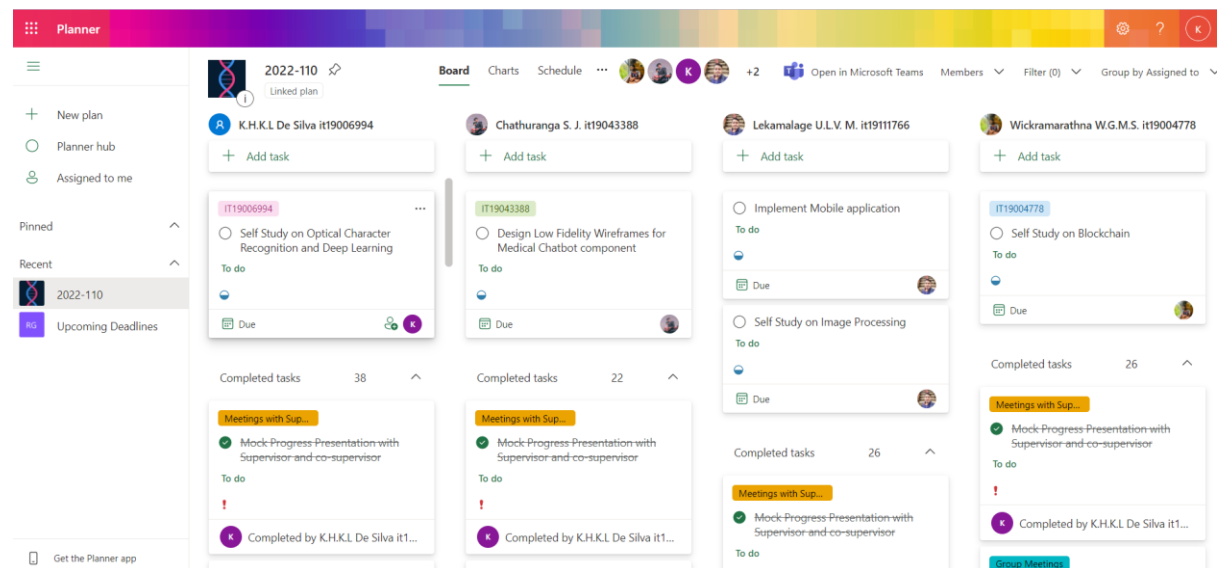 Planner
?
K
2022-110
Linked plan
Board
Charts
Schedule
...
K
+2
Open in Microsoft Teams
Members
Filter (0)
Group by Assigned to
New plan
Planner hub
Assigned to me
Pinned
Recent
2022-110
RG
Upcoming Deadlines
Get the Planner app
K.H.K.L De Silva it19006994
+ Add task
IT19006994
...
Self Study on Optical Character
Recognition and Deep Learning
To do
Due
K
Completed tasks 38
Meetings with Sup...
Mock Progress Presentation with
Supervisor and co-supervisor
To do
!
K
Completed by K.H.K.L De Silva it1...
Chathuranga S. J. it19043388
+ Add task
IT19043388
Design Low Fidelity Wireframes for
Medical Chatbot component
To do
Due
Completed tasks 22
Meetings with Sup...
Mock Progress Presentation with
Supervisor and co-supervisor
To do
!
K
Completed by K.H.K.L De Silva it1...
Lekamalage U.L.V. M. it19111766
+ Add task
Implement Mobile application
To do
Due
Self Study on Image Processing
To do
Due
Completed tasks 26
Meetings with Sup...
Mock Progress Presentation with
Supervisor and co-supervisor
To do
Wickramarathna W.G.M.S. it19004778
+ Add task
IT19004778
Self Study on Blockchain
To do
Due
Completed tasks 26
Meetings with Sup...
Mock Progress Presentation with
Supervisor and co-supervisor
To do
!
K
Completed by K.H.K.L De Silva it1...
Group Meetings